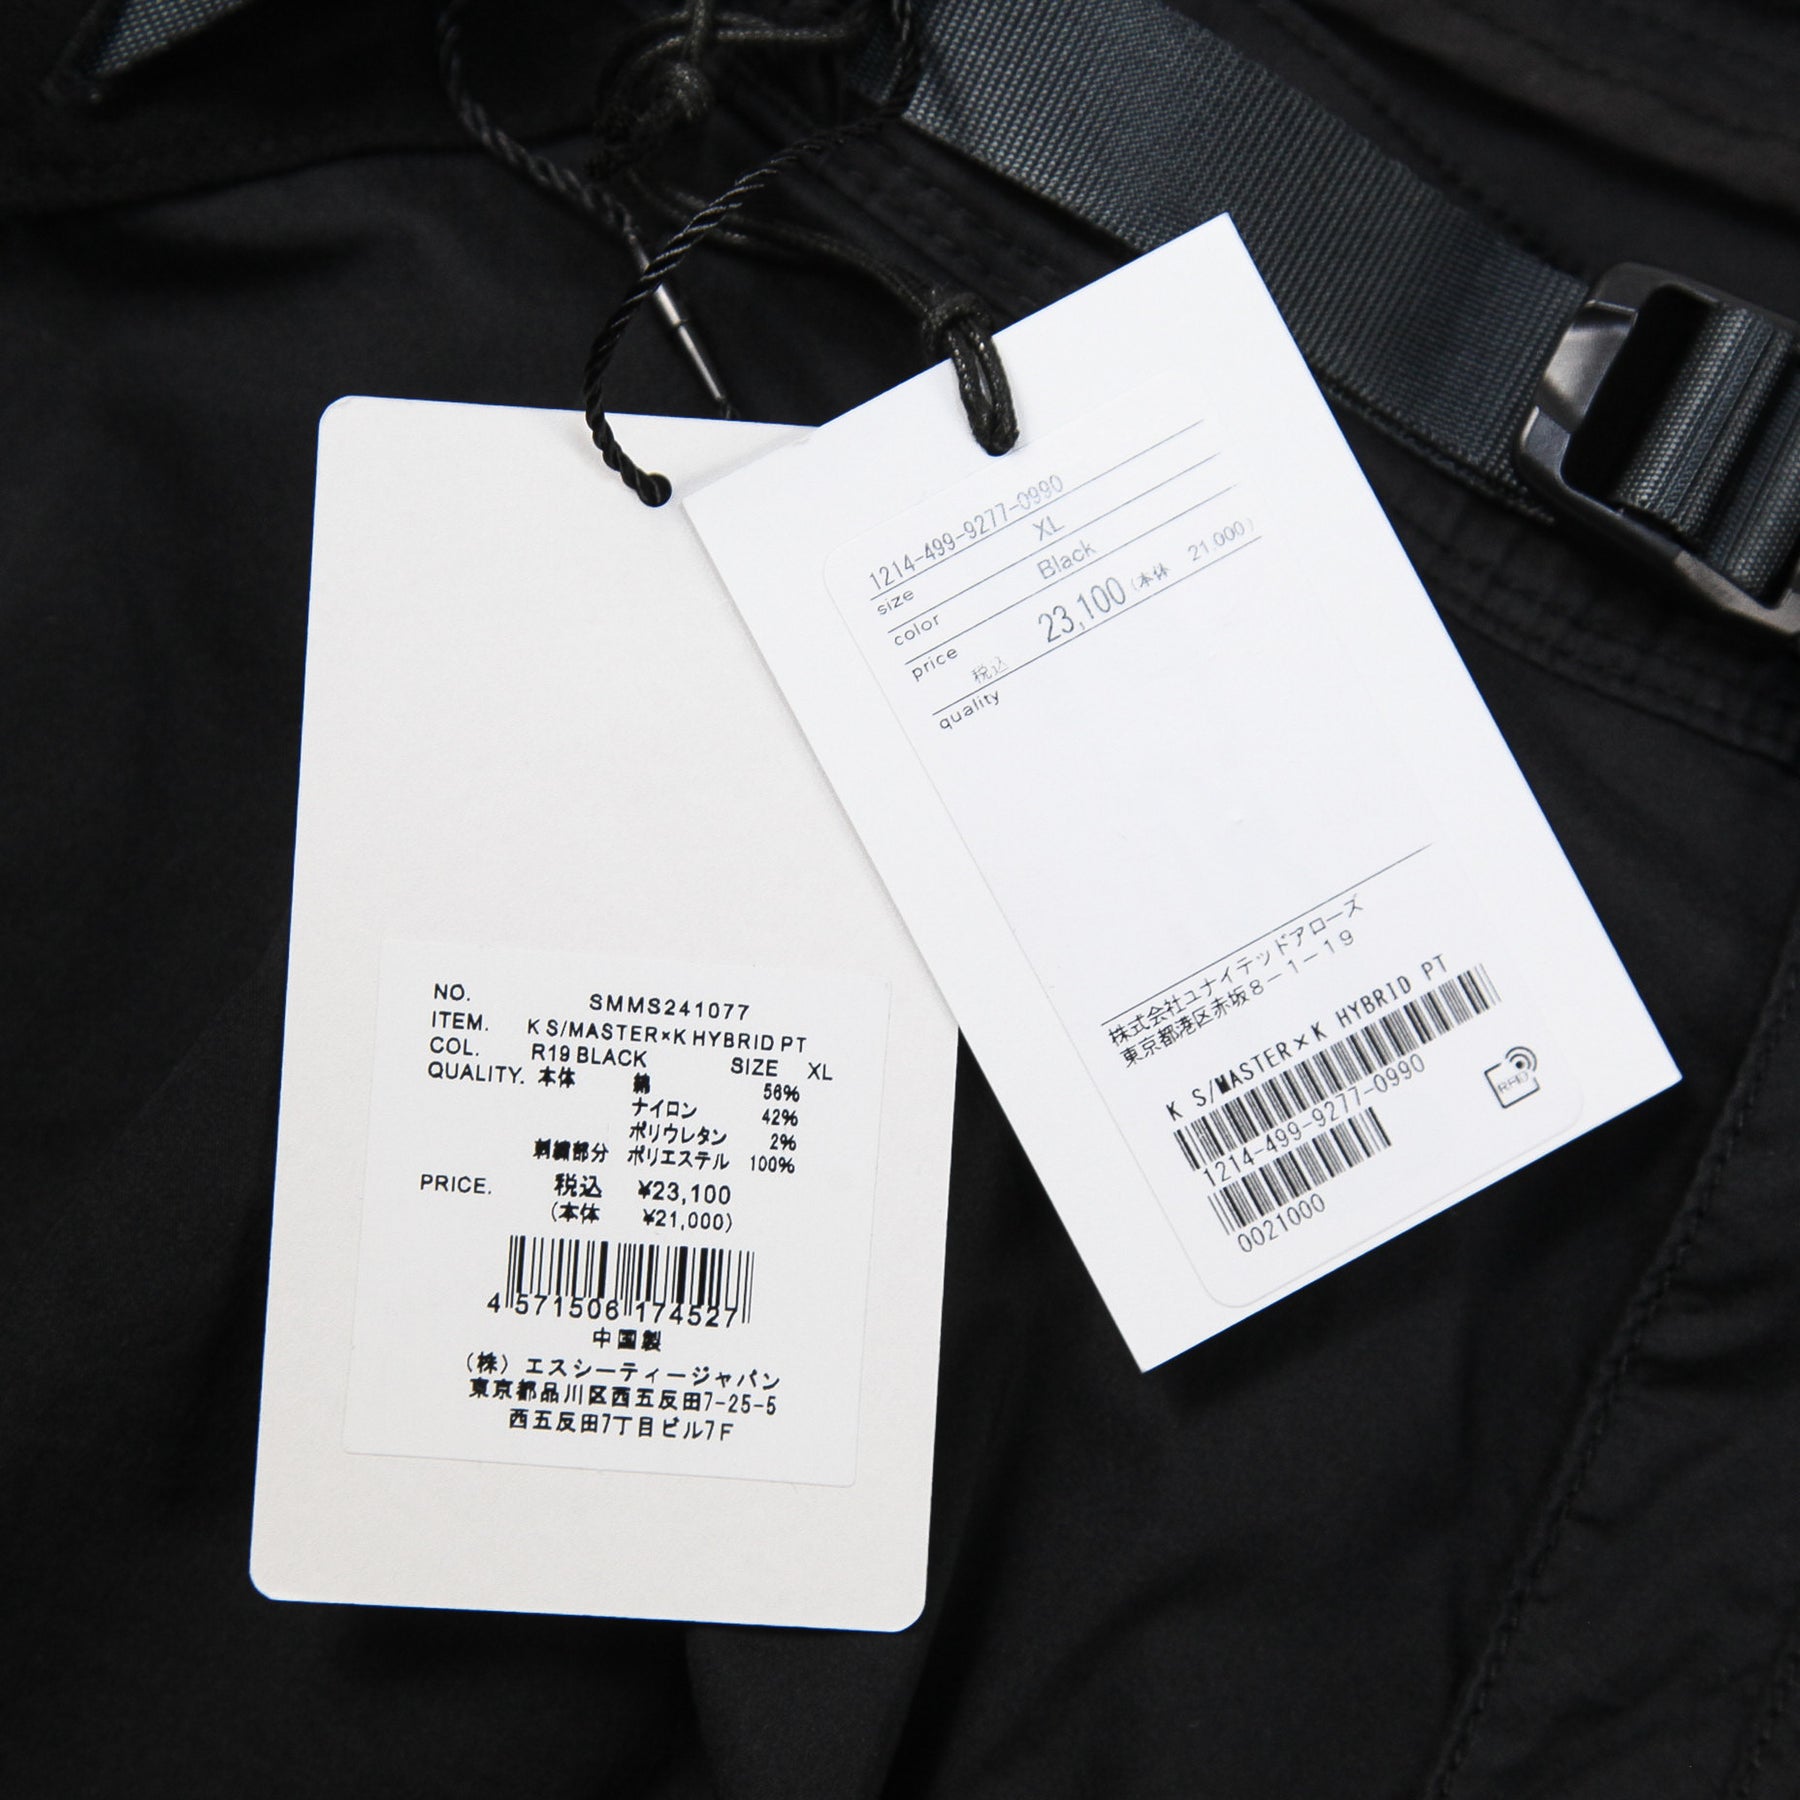 NO. SMMS241077
ITEM. K S/MASTER×K HYBRID PT
COL. R19 BLACK SIZE XL
QUALITY. 本体 綿 56%
ナイロン 42%
ポリウレタン 2%
刺繍部分 ポリエステル 100%
PRICE. 税込 ¥23,100
(本体 ¥21,000)
4 571506 174527
中国製
(株) エスシーティージャパン
東京都品川区西五反田7-25-5
西五反田7丁目ビル7F
1214-499-9277-0990
size XL
color Black
price 税込 23,100 (本体 21.000)
quality
株式会社ユナイテッドアローズ
東京都港区赤坂8-1-19
K S/MASTER×K HYBRID PT
1214-499-9277-0990
0021000
RFID